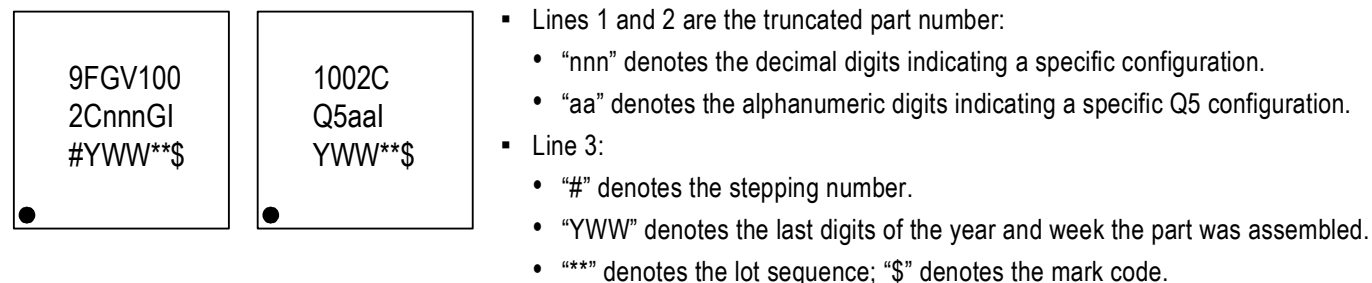 9FGV100
2CnnnGI
#YWW**$
1002C
Q5aaI
YWW**$
▪ Lines 1 and 2 are the truncated part number:
• “nnn” denotes the decimal digits indicating a specific configuration.
• “aa” denotes the alphanumeric digits indicating a specific Q5 configuration.
▪ Line 3:
• “#” denotes the stepping number.
• “YWW” denotes the last digits of the year and week the part was assembled.
• “**” denotes the lot sequence; “$” denotes the mark code.